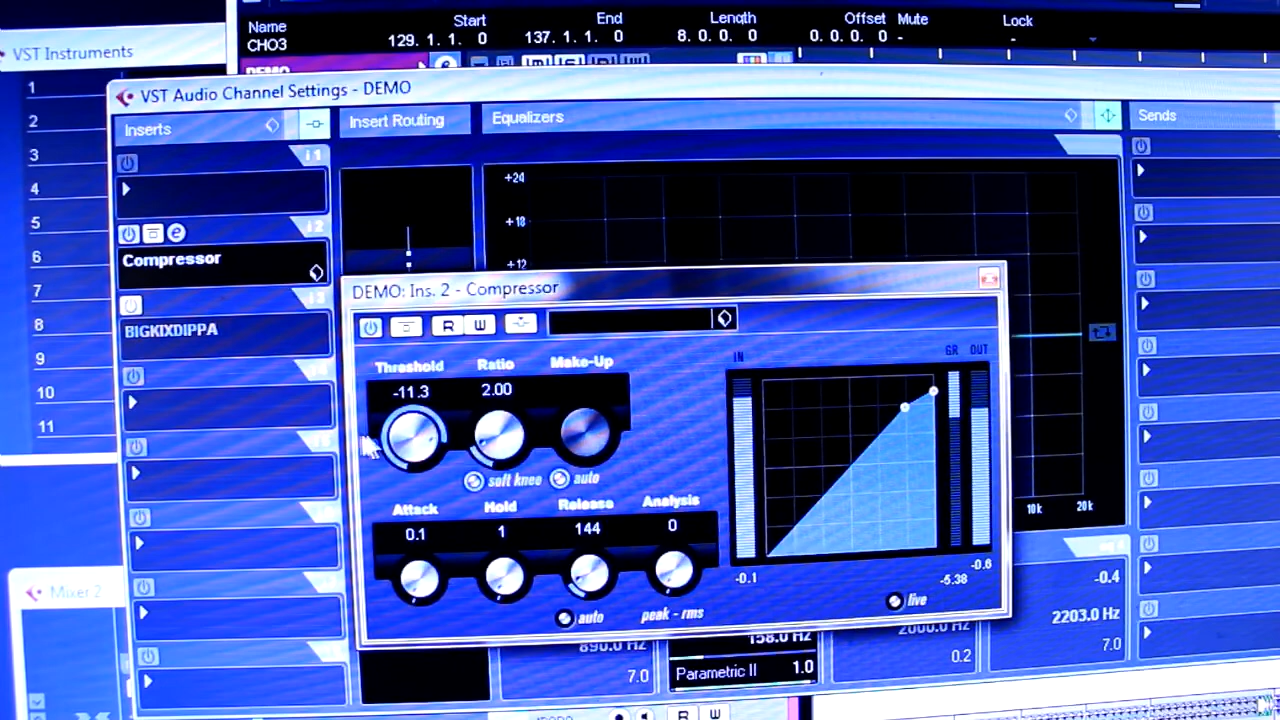 Name Start End Length Offset Mute Lock
CHO3 129. 1. 1. 0 137. 1. 1. 0 8. 0. 0. 0 0. 0. 0. 0 - -
VST Instruments
DEMO
1
2
3
4
5
6
7
8
9
10
11
VST Audio Channel Settings - DEMO
Inserts Insert Routing Equalizers Sends
i 1
i 2
Compressor
i 3
BIGKIXDIPPA
+24
+18
+12
10k 20k
DEMO: Ins. 2 - Compressor
R W
Threshold Ratio Make-Up
-11.3 2.00
soft knee auto
Attack Hold Release Analysis
0.1 1 144 0
auto peak - rms
IN GR OUT
-0.1 -5.38 -0.6
live
Mixer 2
890.0 Hz 158.0 Hz 2000.0 Hz 2203.0 Hz
-0.4
7.0 Parametric II 1.0 0.2 7.0
R W